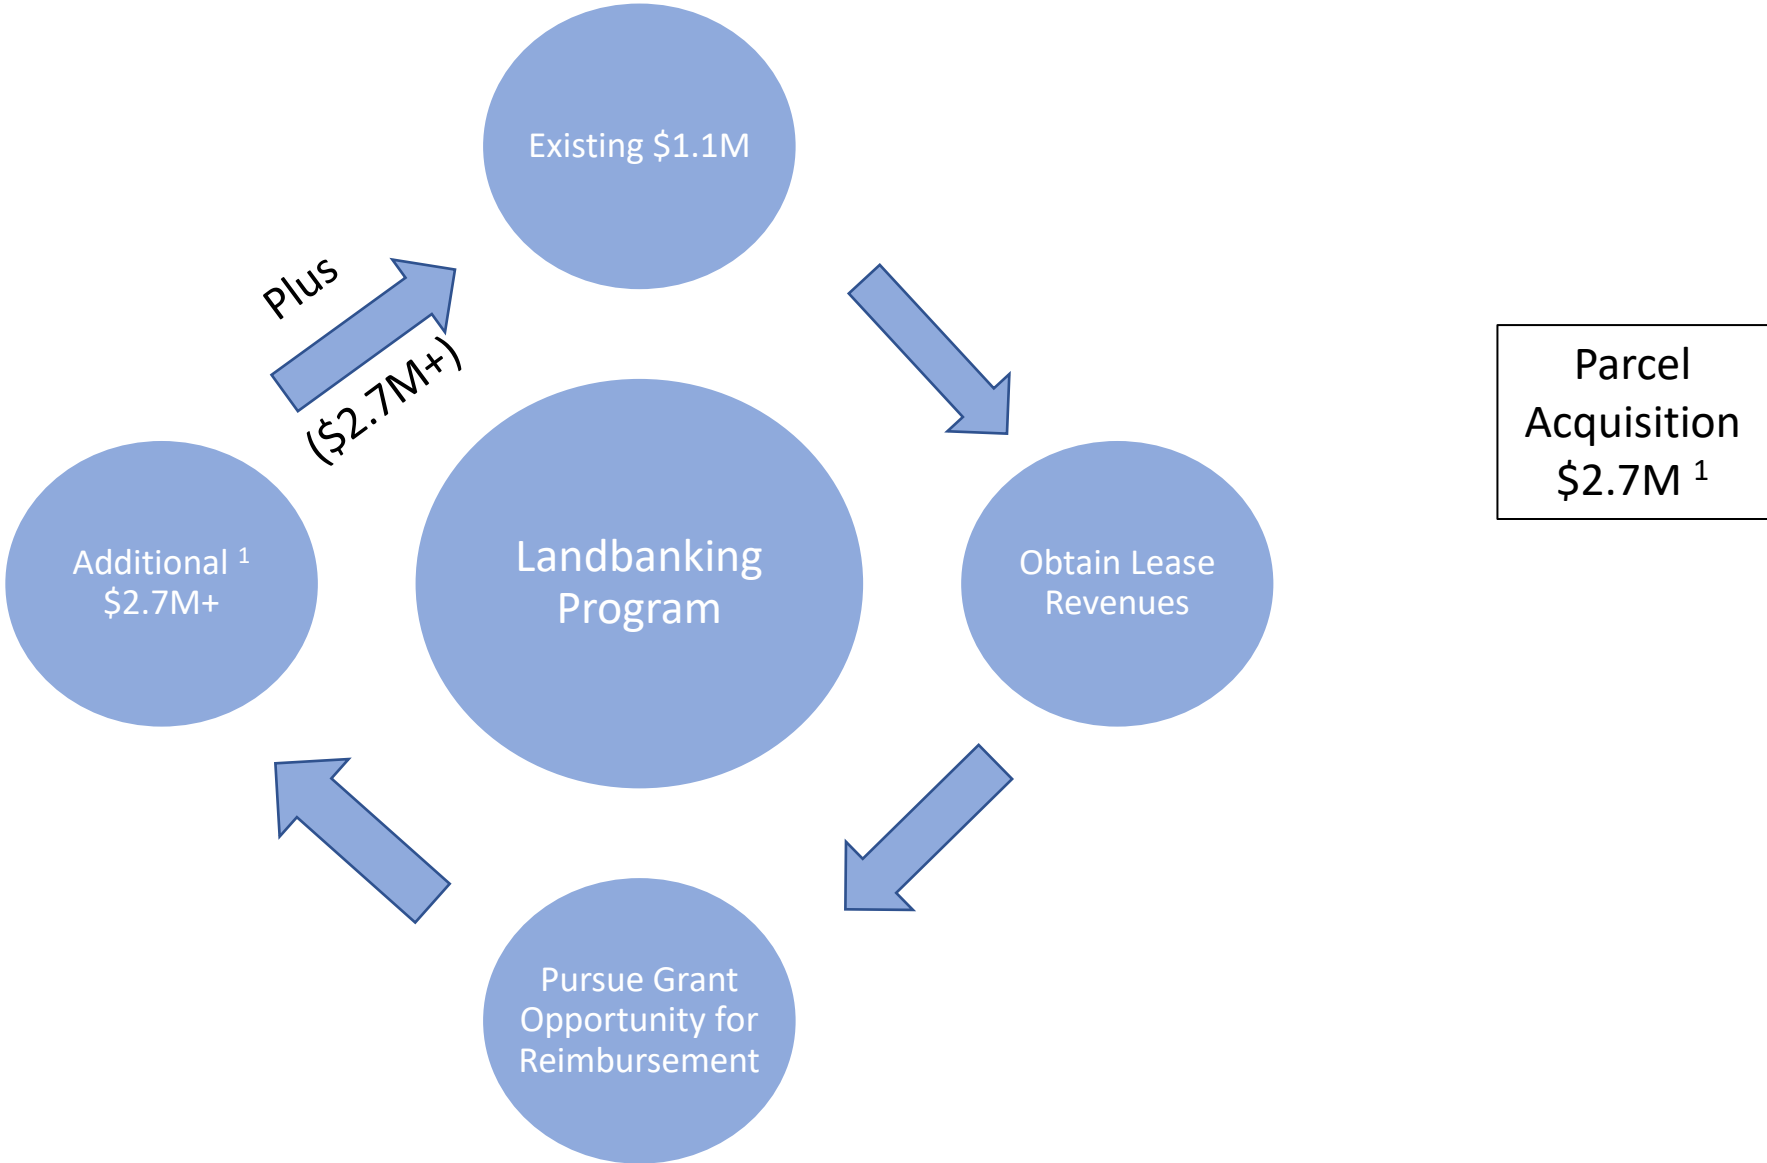 Existing $1.1M
Plus
($2.7M+)
Parcel
Acquisition
$2.7M ¹
Additional ¹
$2.7M+
Landbanking
Program
Obtain Lease
Revenues
Pursue Grant
Opportunity for
Reimbursement